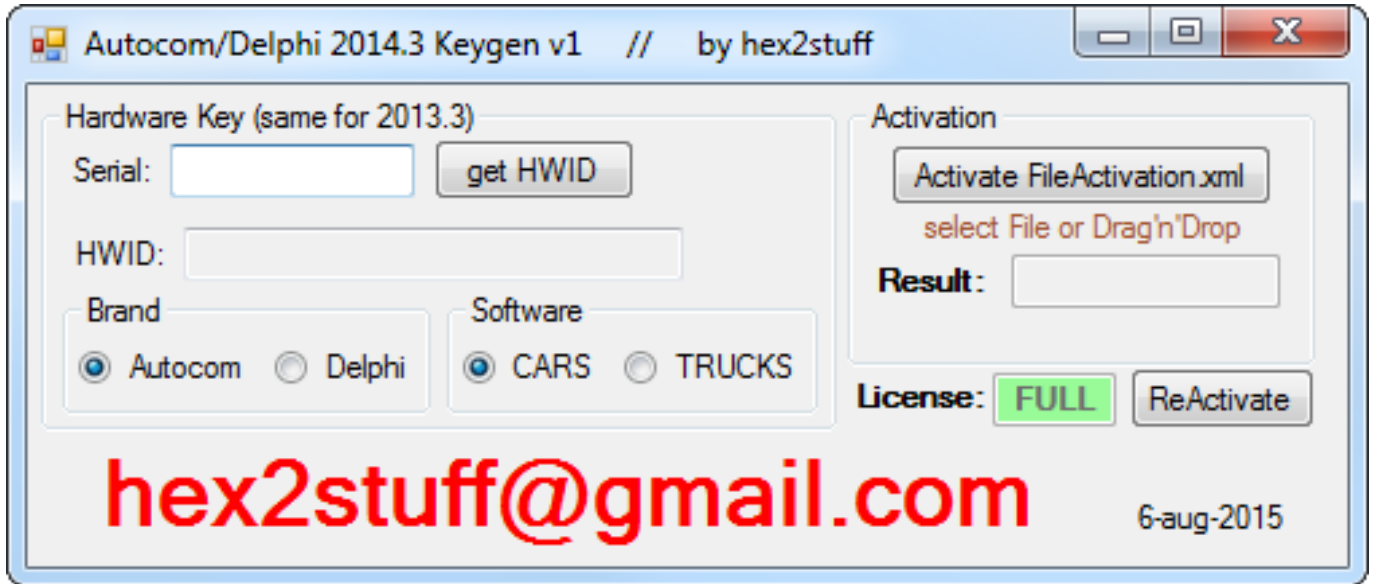 Autocom/Delphi 2014.3 Keygen v1 // by hex2stuff
Hardware Key (same for 2013.3)
Serial:
get HWID
HWID:
Brand
Autocom
Delphi
Software
CARS
TRUCKS
Activation
Activate FileActivation.xml
select File or Drag'n'Drop
Result:
License: FULL
ReActivate
hex2stuff@gmail.com
6-aug-2015